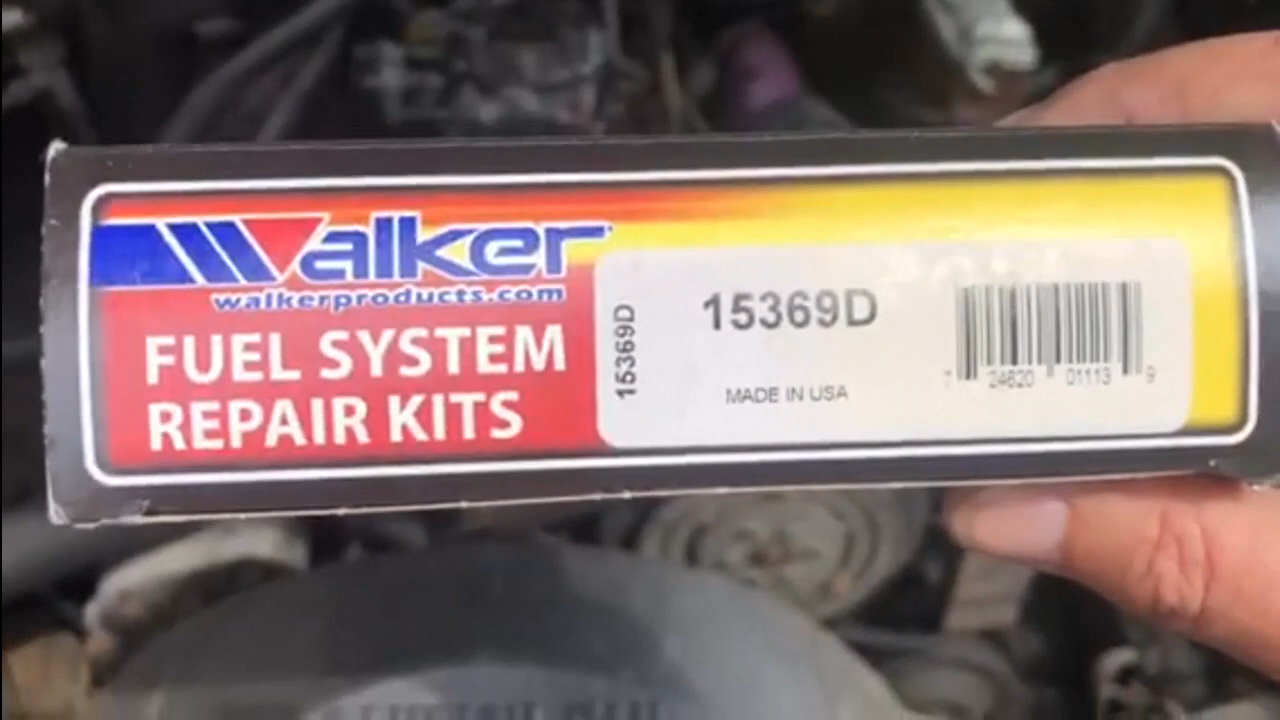 Walker
walkerproducts.com
FUEL SYSTEM
REPAIR KITS
15369D
15369D
MADE IN USA
7 24620 01113 9